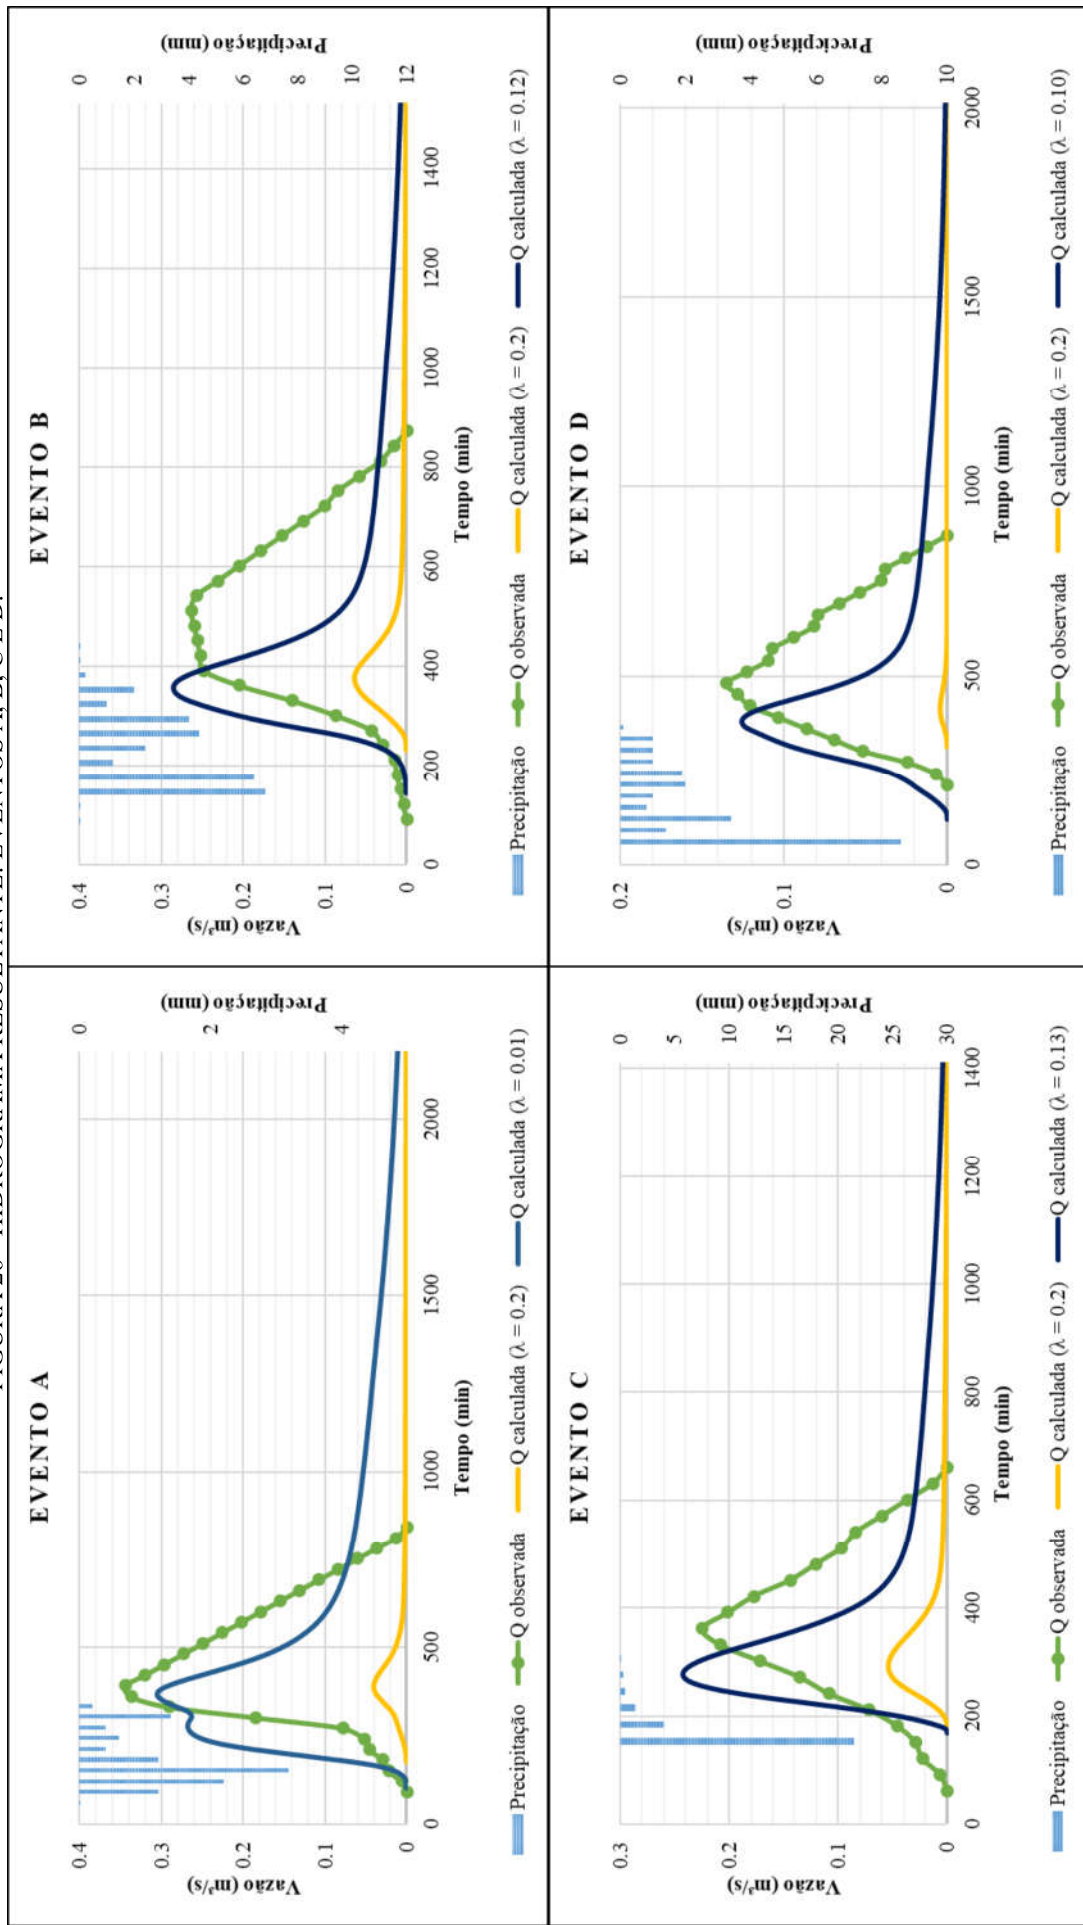 FIGURA HIDROGRAMA RESULTANTE: EVENTOS A, B, C E D.
EVENTO A
Vazão (m³/s)
0.4
0.3
0.2
0.1
0
0 500 1000 1500 2000
Tempo (min)
0
2
4
Precipitação (mm)
Precipitação Q observada Q calculada (λ = 0.2) Q calculada (λ = 0.01)
EVENTO B
Vazão (m³/s)
0.4
0.3
0.2
0.1
0
0 200 400 600 800 1000 1200 1400
Tempo (min)
0
2
4
6
8
10
12
Precipitação (mm)
Precipitação Q observada Q calculada (λ = 0.2) Q calculada (λ = 0.12)
EVENTO C
Vazão (m³/s)
0.3
0.2
0.1
0
0 200 400 600 800 1000 1200 1400
Tempo (min)
0
5
10
15
20
25
30
Precicpitação (mm)
Precipitação Q observada Q calculada (λ = 0.2) Q calculada (λ = 0.13)
EVENTO D
Vazão (m³/s)
0.2
0.1
0
0 500 1000 1500 2000
Tempo (min)
0
2
4
6
8
10
Precicpitação (mm)
Precipitação Q observada Q calculada (λ = 0.2) Q calculada (λ = 0.10)